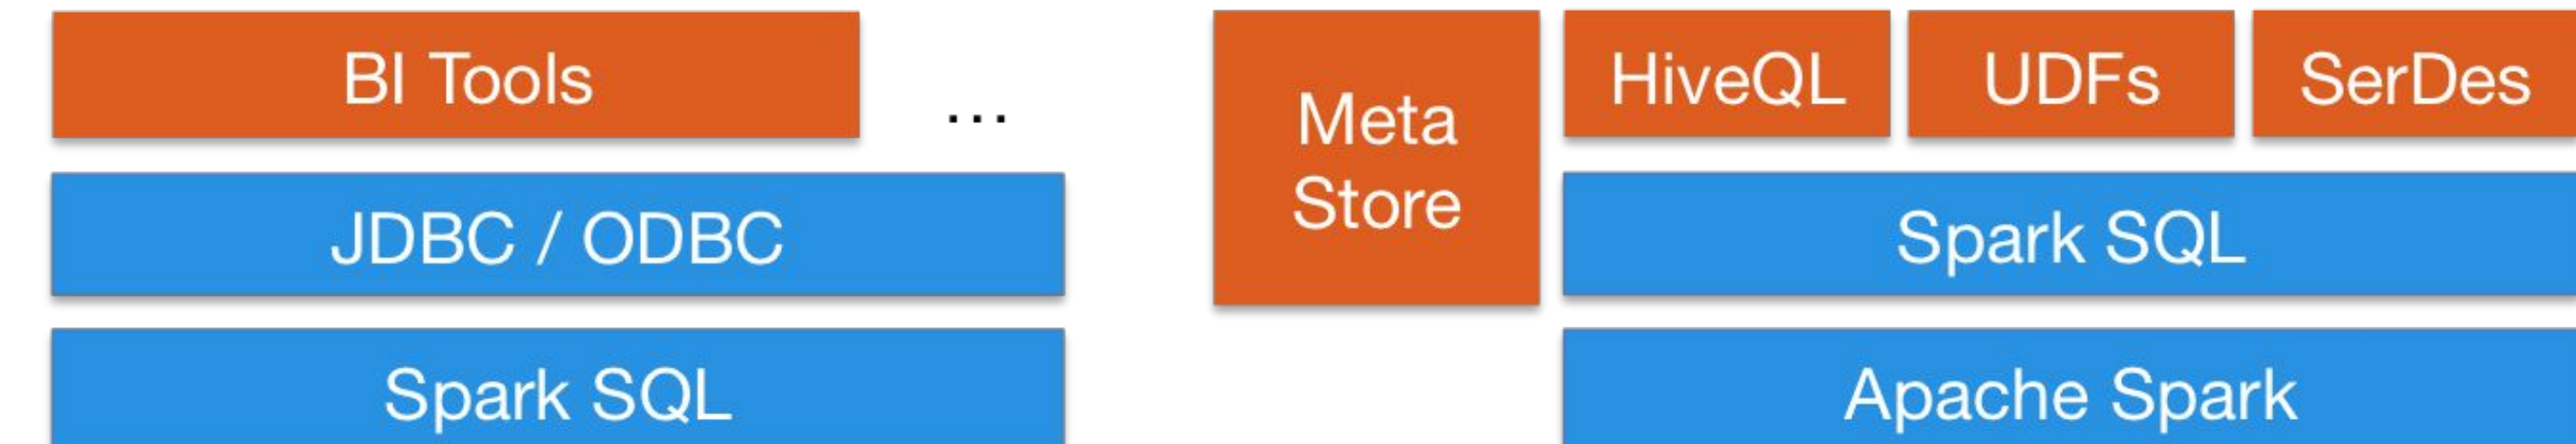 BI Tools
...
JDBC / ODBC
Spark SQL
Meta
Store
HiveQL
UDFs
SerDes
Spark SQL
Apache Spark